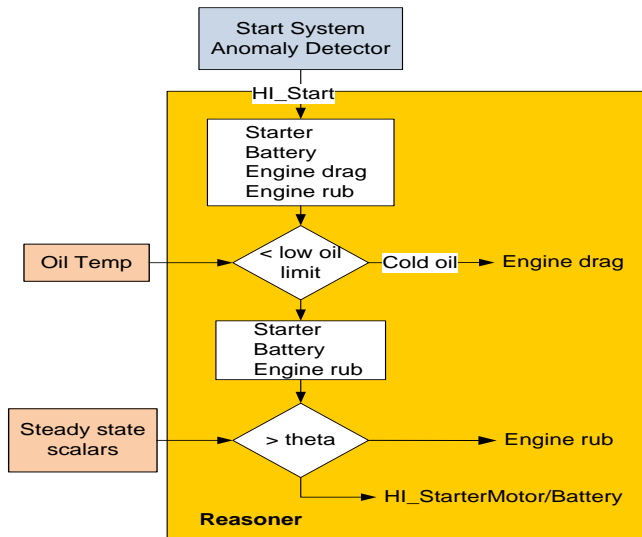 Start System
Anomaly Detector
HI_Start
Starter
Battery
Engine drag
Engine rub
Oil Temp
< low oil
limit
Cold oil
Engine drag
Starter
Battery
Engine rub
Steady state
scalars
> theta
Engine rub
HI_StarterMotor/Battery
Reasoner